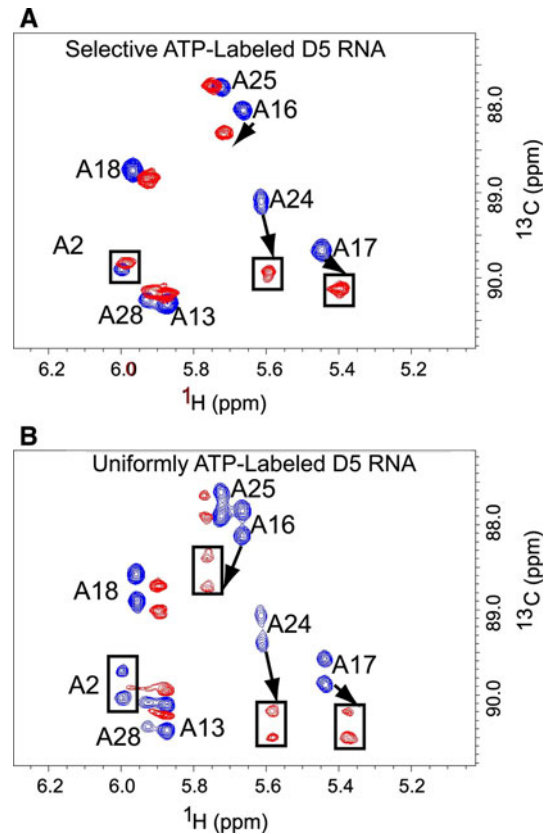 A
Selective ATP-Labeled D5 RNA
A25
A16
A18
A24
A17
A2
A28
A13
88.0
89.0
90.0
13C (ppm)
6.2
6.0
5.8
5.6
5.4
5.2
1H (ppm)
B
Uniformly ATP-Labeled D5 RNA
A25
A16
A18
A24
A17
A2
A28
A13
88.0
89.0
90.0
13C (ppm)
6.2
6.0
5.8
5.6
5.4
5.2
1H (ppm)